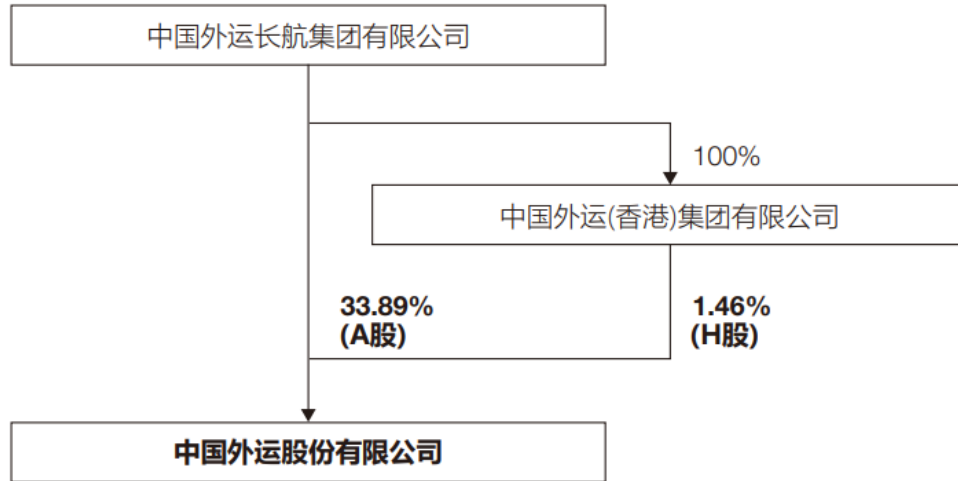 中国外运长航集团有限公司
100%
中国外运(香港)集团有限公司
33.89%
(A股)
1.46%
(H股)
中国外运股份有限公司